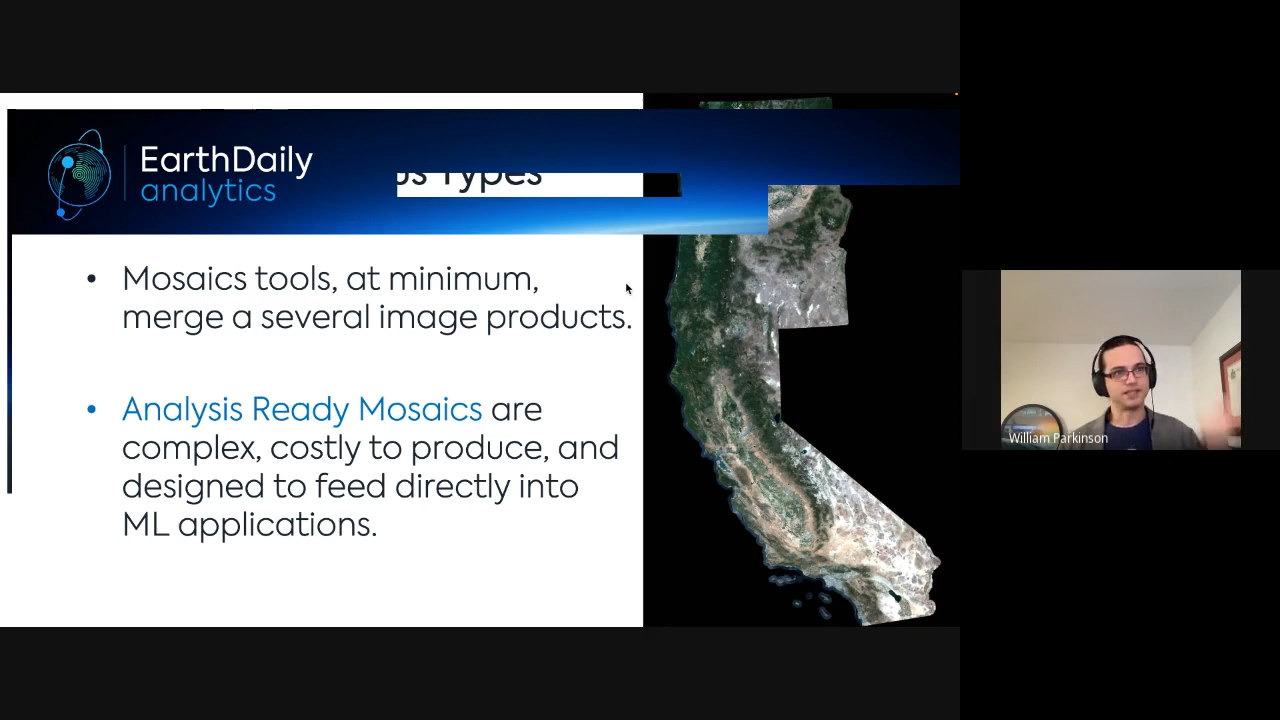 EarthDaily
analytics
Types
• Mosaics tools, at minimum,
merge a several image products.
• Analysis Ready Mosaics are
complex, costly to produce, and
designed to feed directly into
ML applications.
William Parkinson